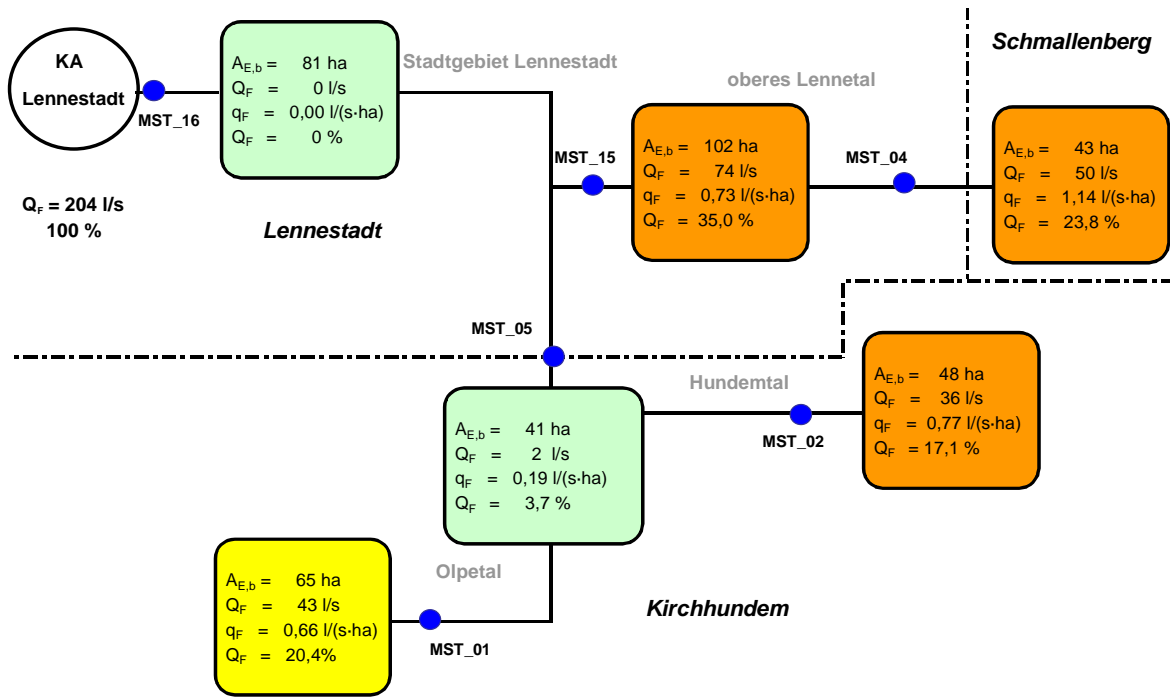 KA
Lennestadt
MST_16
Q_F = 204 l/s
100 %
A_E,b = 81 ha
Q_F = 0 l/s
q_F = 0,00 l/(s·ha)
Q_F = 0 %
Stadtgebiet Lennestadt
Lennestadt
oberes Lennetal
Schmallenberg
MST_15
A_E,b = 102 ha
Q_F = 74 l/s
q_F = 0,73 l/(s·ha)
Q_F = 35,0 %
MST_04
A_E,b = 43 ha
Q_F = 50 l/s
q_F = 1,14 l/(s·ha)
Q_F = 23,8 %
MST_05
Hundemtal
A_E,b = 41 ha
Q_F = 2 l/s
q_F = 0,19 l/(s·ha)
Q_F = 3,7 %
MST_02
A_E,b = 48 ha
Q_F = 36 l/s
q_F = 0,77 l/(s·ha)
Q_F = 17,1 %
A_E,b = 65 ha
Q_F = 43 l/s
q_F = 0,66 l/(s·ha)
Q_F = 20,4%
Olpetal
MST_01
Kirchhundem